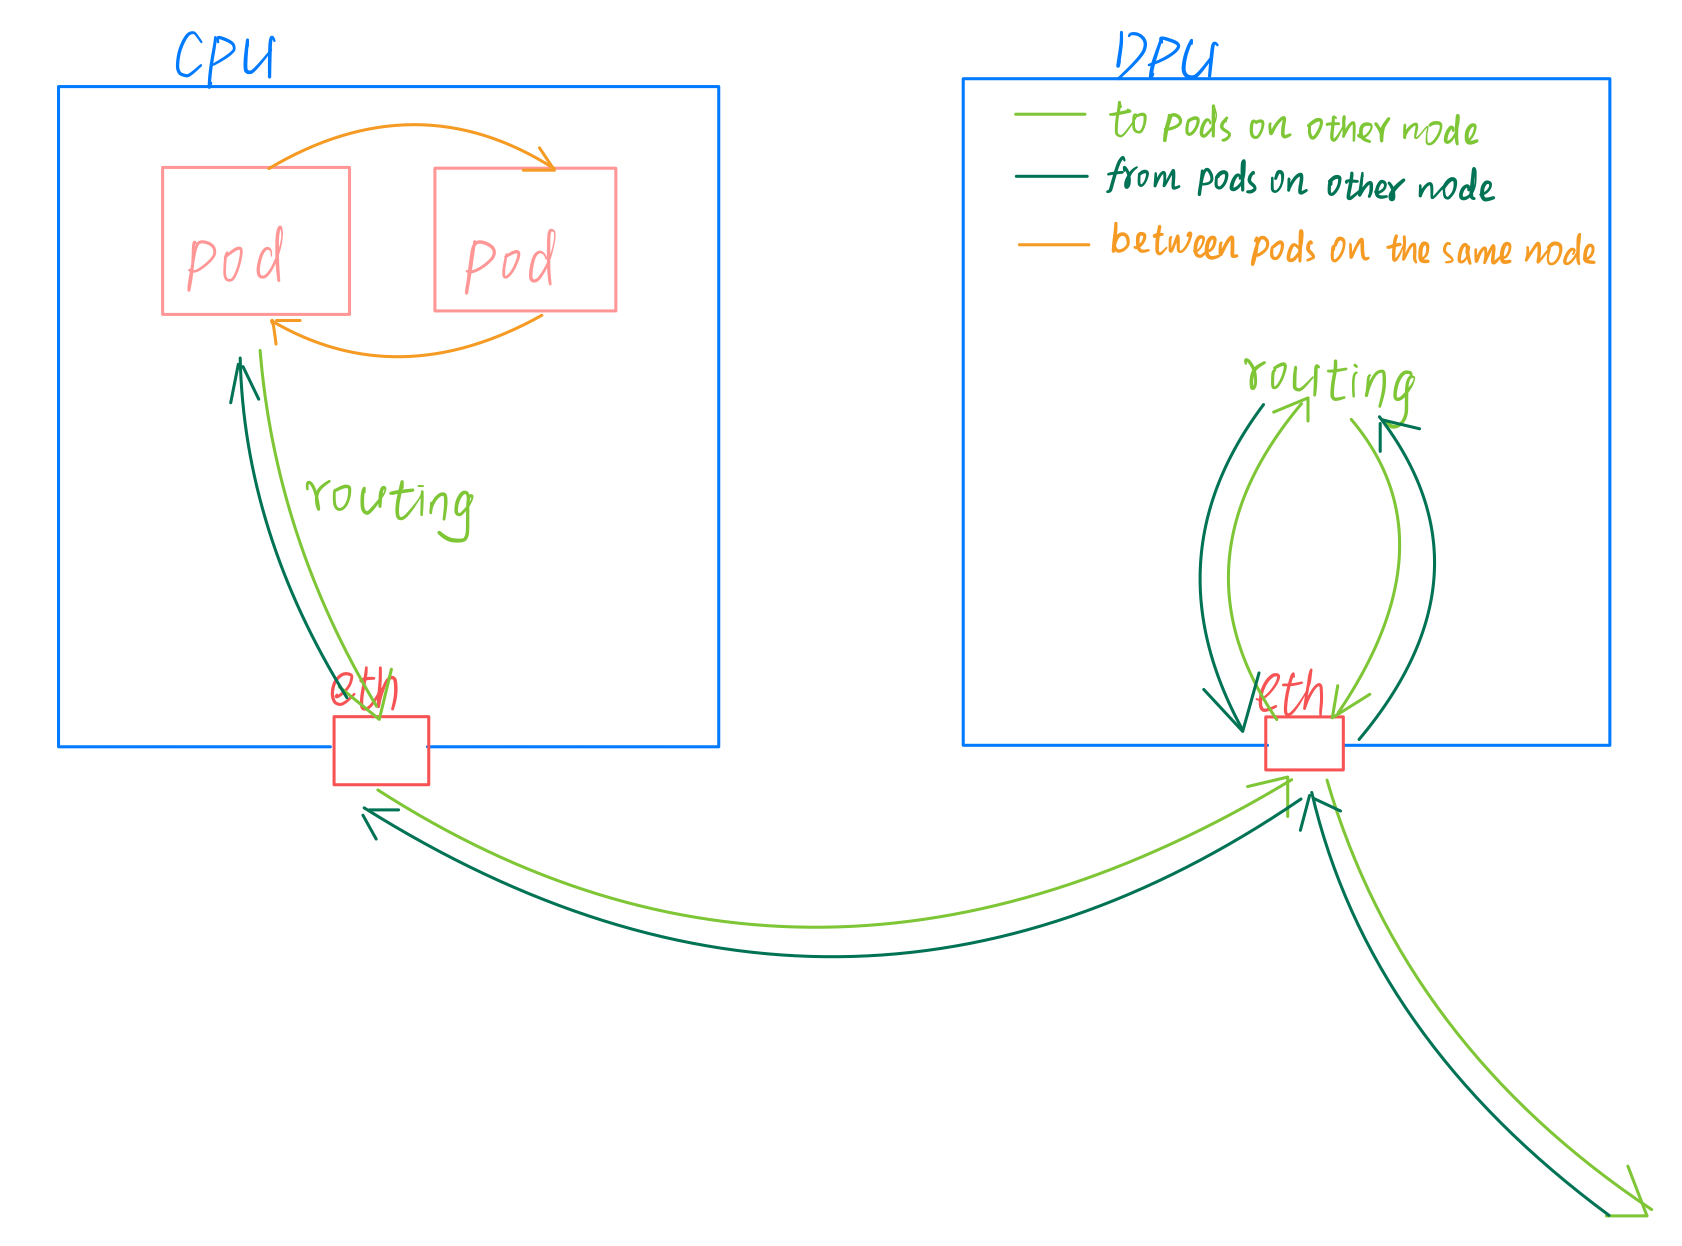 CPU
DPU
to pods on other node
from pods on other node
between pods on the same node
pod
pod
routing
routing
eth
eth